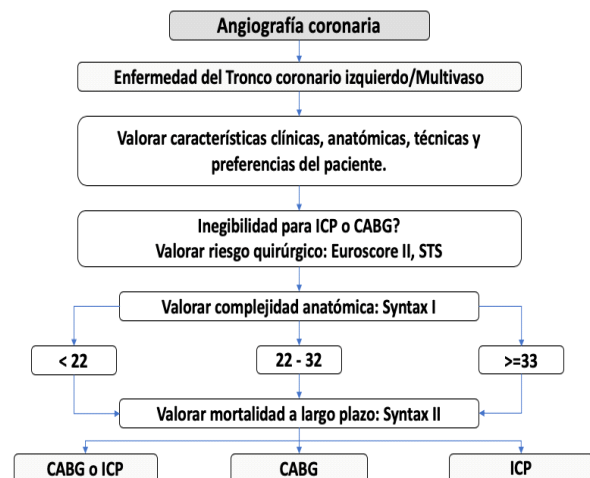 Angiografía coronaria
Enfermedad del Tronco coronario izquierdo/Multivaso
Valorar características clínicas, anatómicas, técnicas y
preferencias del paciente.
Inegibilidad para ICP o CABG?
Valorar riesgo quirúrgico: Euroscore II, STS
Valorar complejidad anatómica: Syntax I
< 22
22 - 32
>=33
Valorar mortalidad a largo plazo: Syntax II
CABG o ICP
CABG
ICP